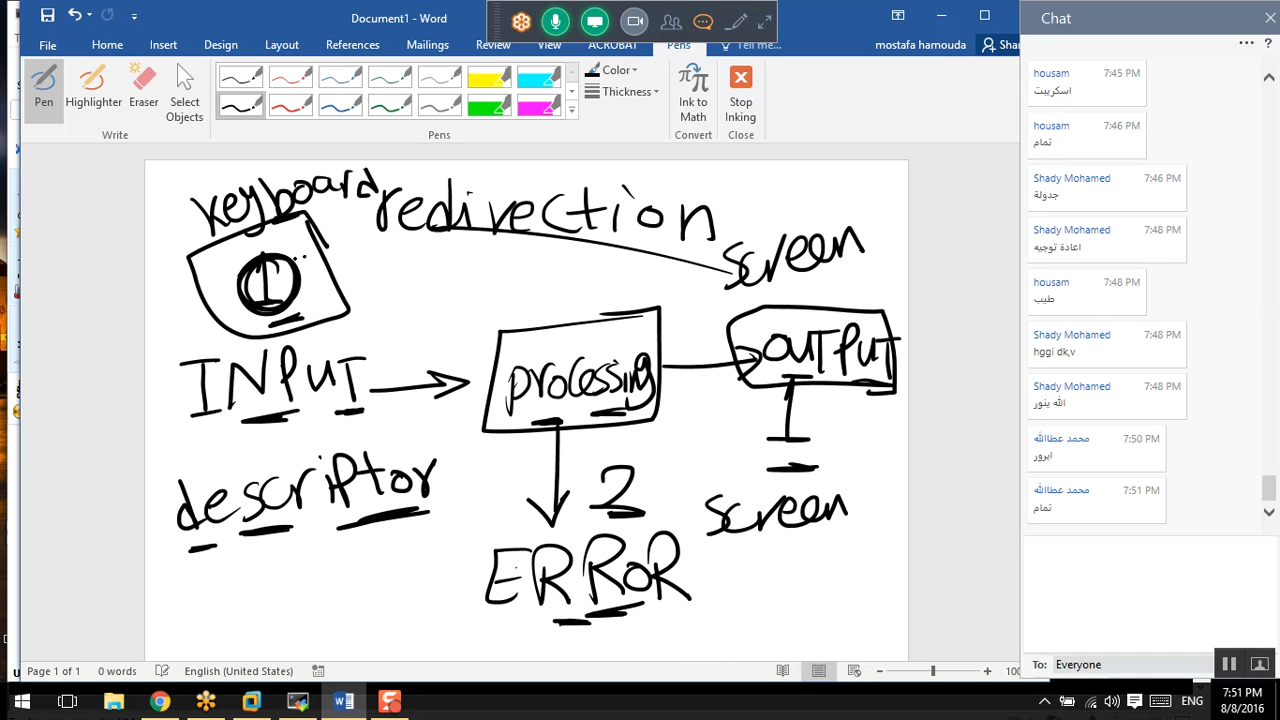 Document1 - Word
File Home Insert Design Layout References Mailings Review View ACROBAT Pens Tell me...
mostafa hamouda
Pen Highlighter Eraser Select Objects
Color
Thickness
Ink to Math
Stop Inking
Write Pens Convert Close
keyboard redirection
screen
INPUT processing OUTPUT
I
descriptor
2
screen
ERROR
Page 1 of 1 0 words English (United States)
Chat
housam 7:45 PM
اسكريبت
housam 7:46 PM
تمام
Shady Mohamed 7:46 PM
جدولة
Shady Mohamed 7:48 PM
اعادة توجيه
housam 7:48 PM
طيب
Shady Mohamed 7:48 PM
hggi dk,v
Shady Mohamed 7:48 PM
الله ينور
محمد عطاالله 7:50 PM
ايرور
محمد عطاالله 7:51 PM
تمام
To: Everyone
ENG
7:51 PM
8/8/2016